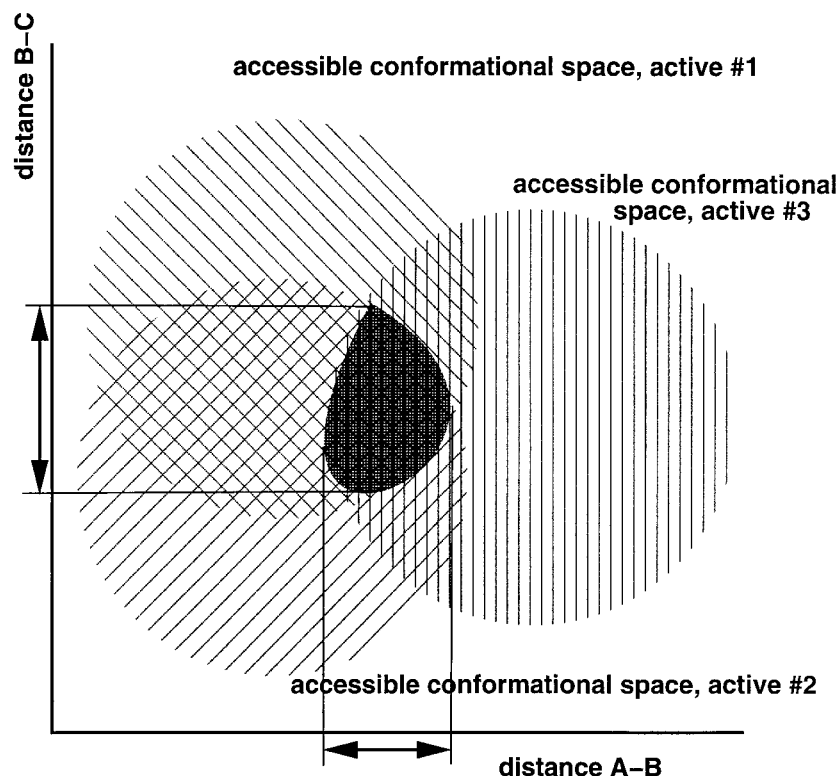 distance B–C
accessible conformational space, active #1
accessible conformational
space, active #3
accessible conformational space, active #2
distance A–B